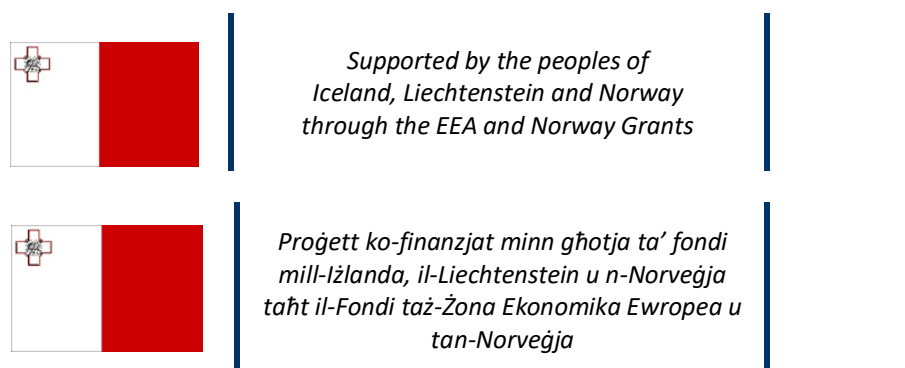 Supported by the peoples of
Iceland, Liechtenstein and Norway
through the EEA and Norway Grants
Proġett ko-finanzjat minn għotja ta’ fondi
mill-Iżlanda, il-Liechtenstein u n-Norveġja
taħt il-Fondi taż-Żona Ekonomika Ewropea u
tan-Norveġja